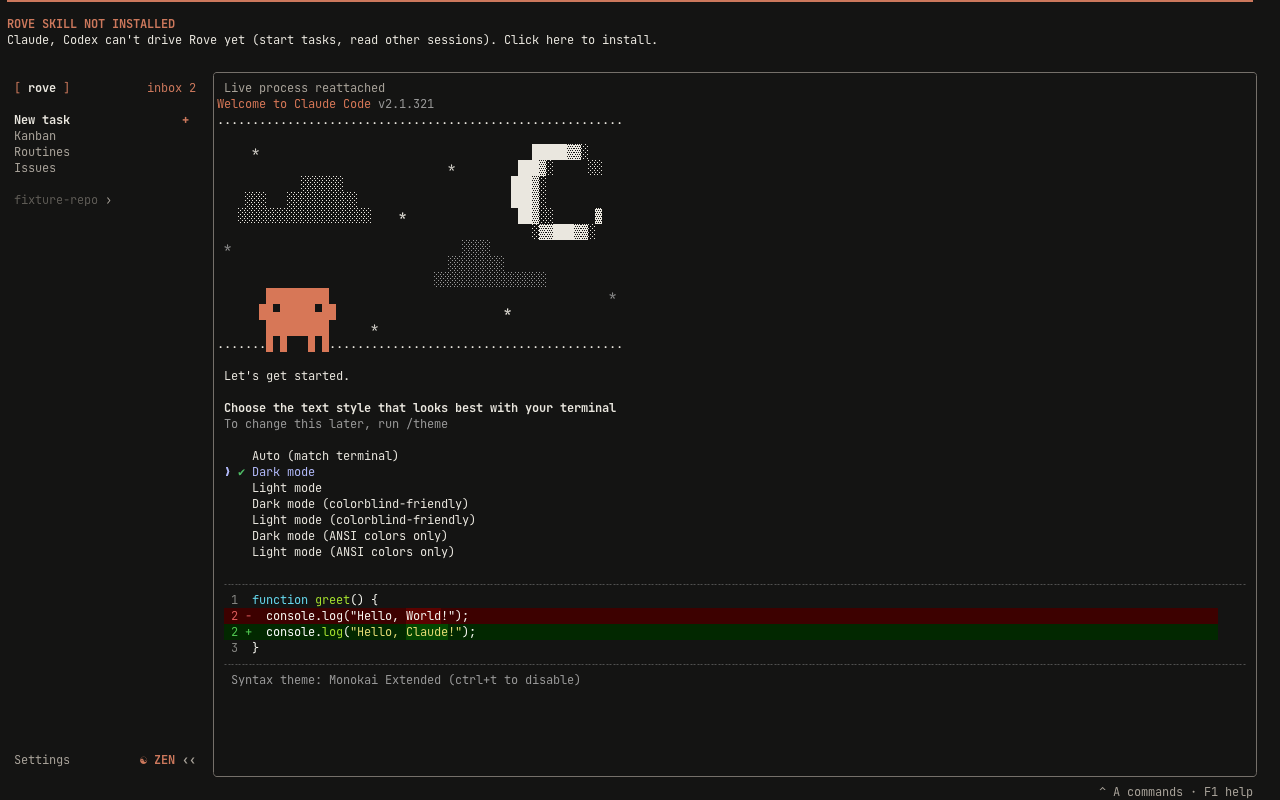 ROVE SKILL NOT INSTALLED
Claude, Codex can't drive Rove yet (start tasks, read other sessions). Click here to install.
[ rove ] inbox 2
New task +
Kanban
Routines
Issues
fixture-repo ›
Live process reattached
Welcome to Claude Code v2.1.321
Let's get started.
Choose the text style that looks best with your terminal
To change this later, run /theme
Auto (match terminal)
❯ ✔ Dark mode
Light mode
Dark mode (colorblind-friendly)
Light mode (colorblind-friendly)
Dark mode (ANSI colors only)
Light mode (ANSI colors only)
1 function greet() {
2 - console.log("Hello, World!");
2 + console.log("Hello, Claude!");
3 }
Syntax theme: Monokai Extended (ctrl+t to disable)
Settings ☯ ZEN ‹‹
^ A commands · F1 help